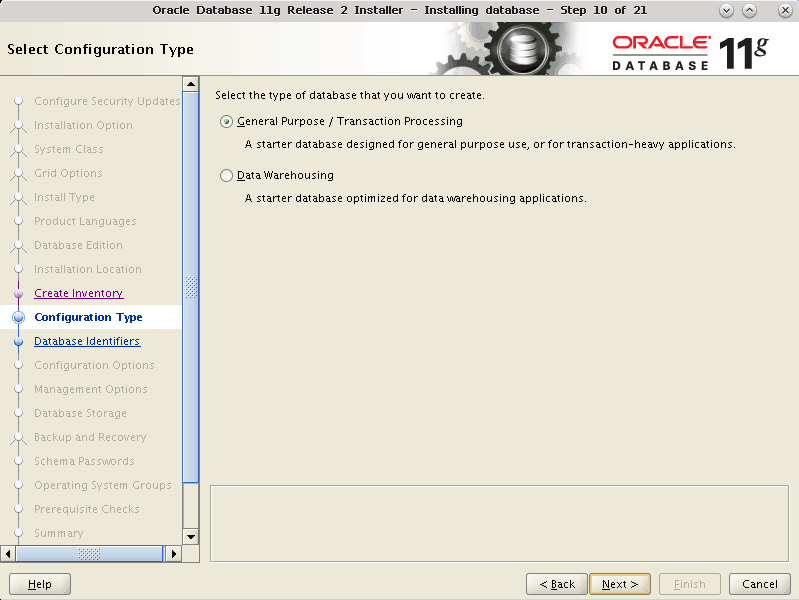 Oracle Database 11g Release 2 Installer - Installing database - Step 10 of 21
Select Configuration Type
ORACLE
DATABASE 11g
Configure Security Updates
Installation Option
System Class
Grid Options
Install Type
Product Languages
Database Edition
Installation Location
Create Inventory
Configuration Type
Database Identifiers
Configuration Options
Management Options
Database Storage
Backup and Recovery
Schema Passwords
Operating System Groups
Prerequisite Checks
Summary
Select the type of database that you want to create.
General Purpose / Transaction Processing
A starter database designed for general purpose use, or for transaction-heavy applications.
Data Warehousing
A starter database optimized for data warehousing applications.
Help
< Back
Next >
Finish
Cancel